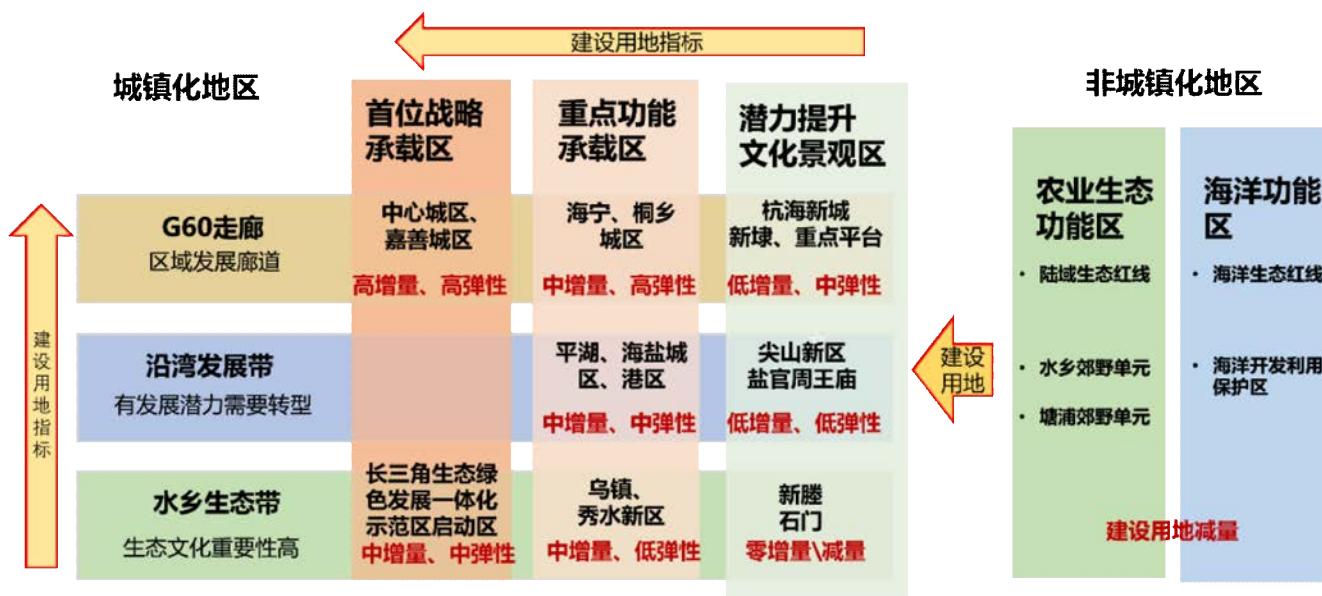 建设用地指标
城镇化地区
非城镇化地区
首位战略
承载区
重点功能
承载区
潜力提升
文化景观区
G60走廊
区域发展廊道
中心城区、
嘉善城区
高增量、高弹性
海宁、桐乡
城区
中增量、高弹性
杭海新城
新埭、重点平台
低增量、中弹性
沿湾发展带
有发展潜力需要转型
平湖、海盐城
区、港区
中增量、中弹性
尖山新区
盐官周王庙
低增量、低弹性
水乡生态带
生态文化重要性高
长三角生态绿
色发展一体化
示范区启动区
中增量、中弹性
乌镇、
秀水新区
中增量、低弹性
新塍
石门
零增量\减量
建设用地指标
建设
用地
农业生态
功能区
• 陆域生态红线
• 水乡郊野单元
• 塘浦郊野单元
海洋功能
区
• 海洋生态红线
• 海洋开发利用
保护区
建设用地减量